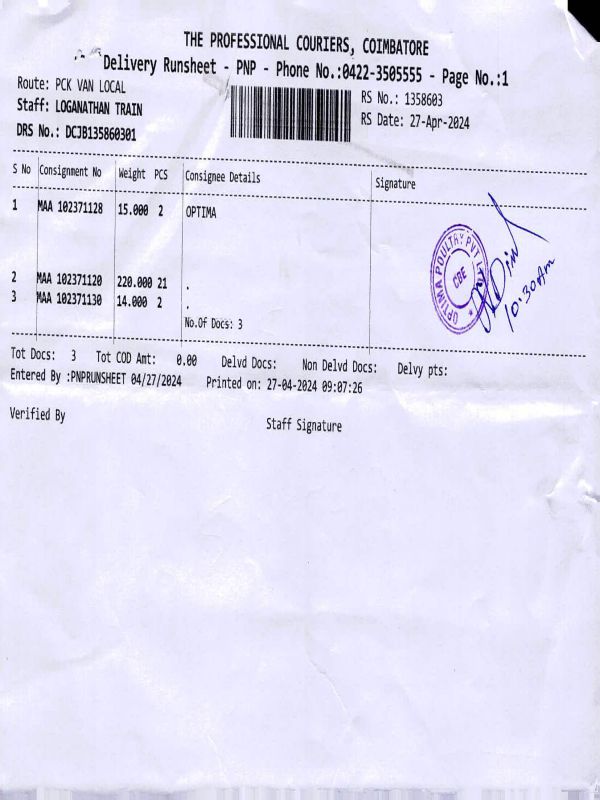 THE PROFESSIONAL COURIERS, COIMBATORE
Delivery Runsheet - PNP - Phone No.:0422-3505555 - Page No.:1
Route: PCK VAN LOCAL
RS No.: 1358603
Staff: LOGANATHAN TRAIN
RS Date: 27-Apr-2024
DRS No.: DCJB135860301
S No Consignment No Weight PCS Consignee Details Signature
1 MAA 102371128 15.000 2 OPTIMA
2 MAA 102371120 220.000 21 .
3 MAA 102371130 14.000 2 .
OPTIMA POULTRY PVT LTD
CBE
10:30am
No.Of Docs: 3
Tot Docs: 3 Tot COD Amt: 0.00 Delvd Docs: Non Delvd Docs: Delvy pts:
Entered By :PNPRUNSHEET 04/27/2024 Printed on: 27-04-2024 09:07:26
Verified By
Staff Signature